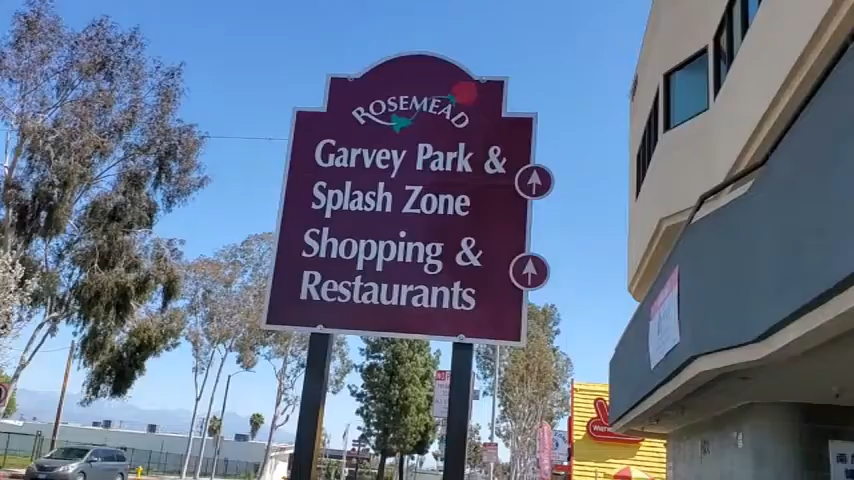 ROSEMEAD
Garvey Park &
Splash Zone
Shopping &
Restaurants